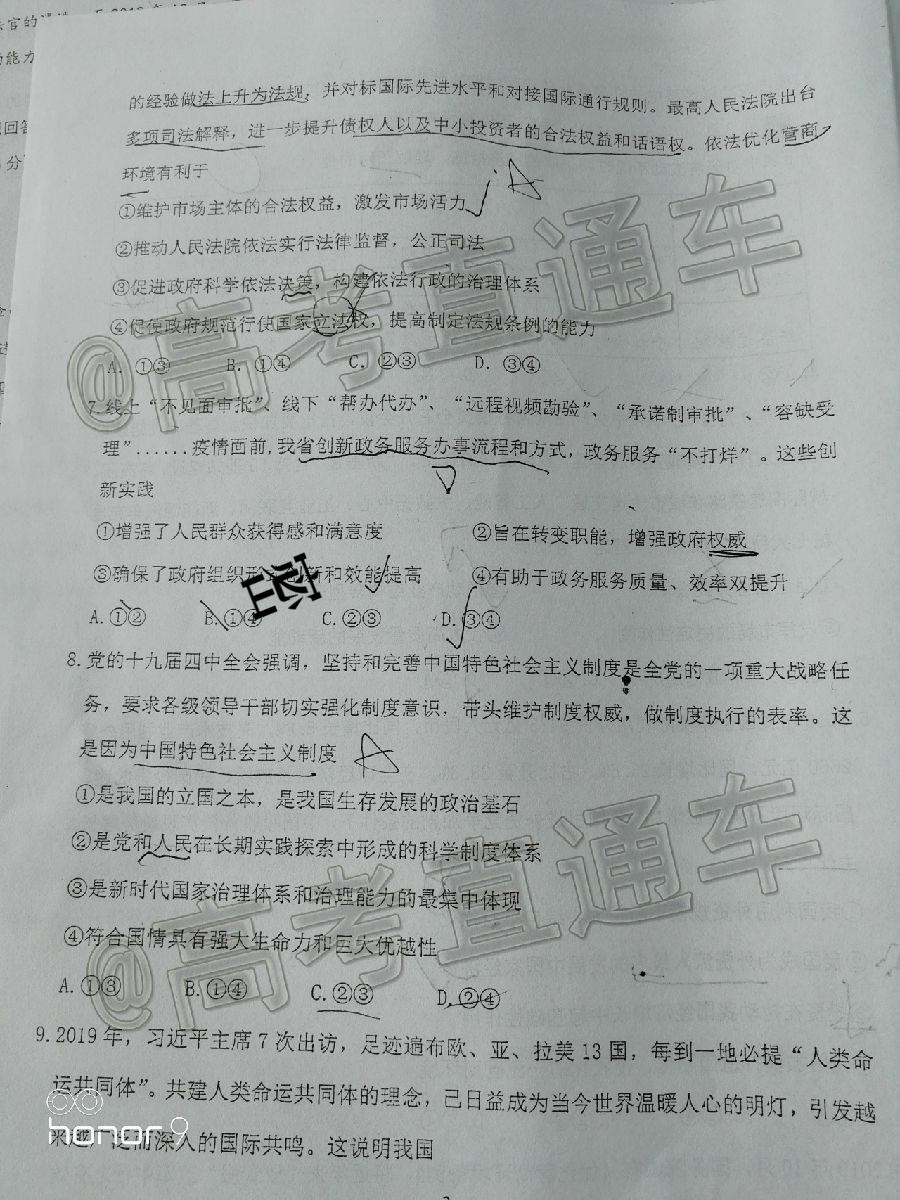 的经验做法上升为法规，并对标国际先进水平和对接国际通行规则。最高人民法院出台
多项司法解释，进一步提升债权人以及中小投资者的合法权益和话语权。依法优化营商
环境有利于
①维护市场主体的合法权益，激发市场活力
②推动人民法院依法实行法律监督，公正司法
③促进政府科学依法决策，构建依法行政的治理体系
④促使政府规范行使国家立法权，提高制定法规条例的能力
A. ①③ B. ①④ C. ②③ D. ③④
7.线上“不见面审批”、线下“帮办代办”、“远程视频勘验”、“承诺制审批”、“容缺受
理”......疫情面前,我省创新政务服务办事流程和方式，政务服务“不打烊”。这些创
新实践
①增强了人民群众获得感和满意度 ②旨在转变职能，增强政府权威
③确保了政府组织形 新和效能提高 ④有助于政务服务质量、效率双提升
密
A.①② B.①④ C.②③ D.③④
8.党的十九届四中全会强调，坚持和完善中国特色社会主义制度是全党的一项重大战略任
务，要求各级领导干部切实强化制度意识，带头维护制度权威，做制度执行的表率。这
是因为中国特色社会主义制度
①是我国的立国之本，是我国生存发展的政治基石
②是党和人民在长期实践探索中形成的科学制度体系
③是新时代国家治理体系和治理能力的最集中体现
④符合国情具有强大生命力和巨大优越性
A.①③ B.①④ C.②③ D.②④
9.2019年，习近平主席7次出访，足迹遍布欧、亚、拉美13国，每到一地必提“人类命
运共同体”。共建人类命运共同体的理念，已日益成为当今世界温暖人心的明灯，引发越
来越广泛而深入的国际共鸣。这说明我国
@高考直通车
@高考直通车
honor 9